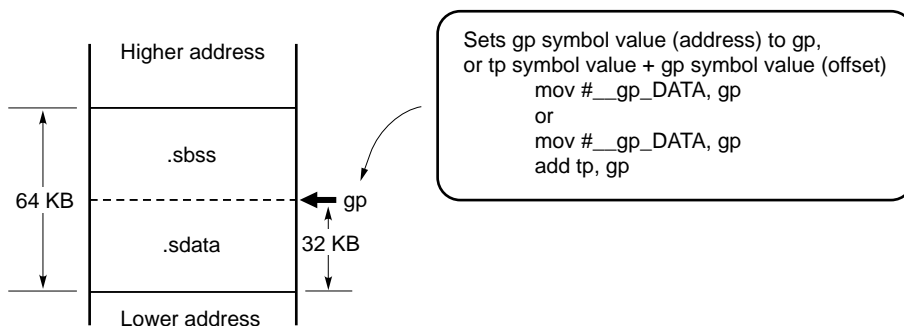 Higher address
.sbss
64 KB
gp
.sdata
32 KB
Lower address
Sets gp symbol value (address) to gp,
or tp symbol value + gp symbol value (offset)
mov #__gp_DATA, gp
or
mov #__gp_DATA, gp
add tp, gp